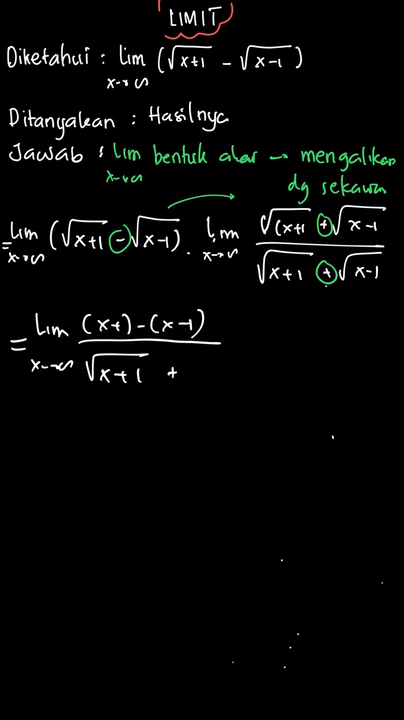 LIMIT
Diketahui : lim x→∞ (√x+1 - √x-1)
Ditanyakan : Hasilnya
Jawab : lim x→∞ bentuk akar → mengalikan
dg sekawan
= lim x→∞ (√x+1 - √x-1) . lim x→∞ (√(x+1 + √x-1) / (√x+1 + √x-1)
= lim x→∞ (x+1) - (x-1) / √x+1 +